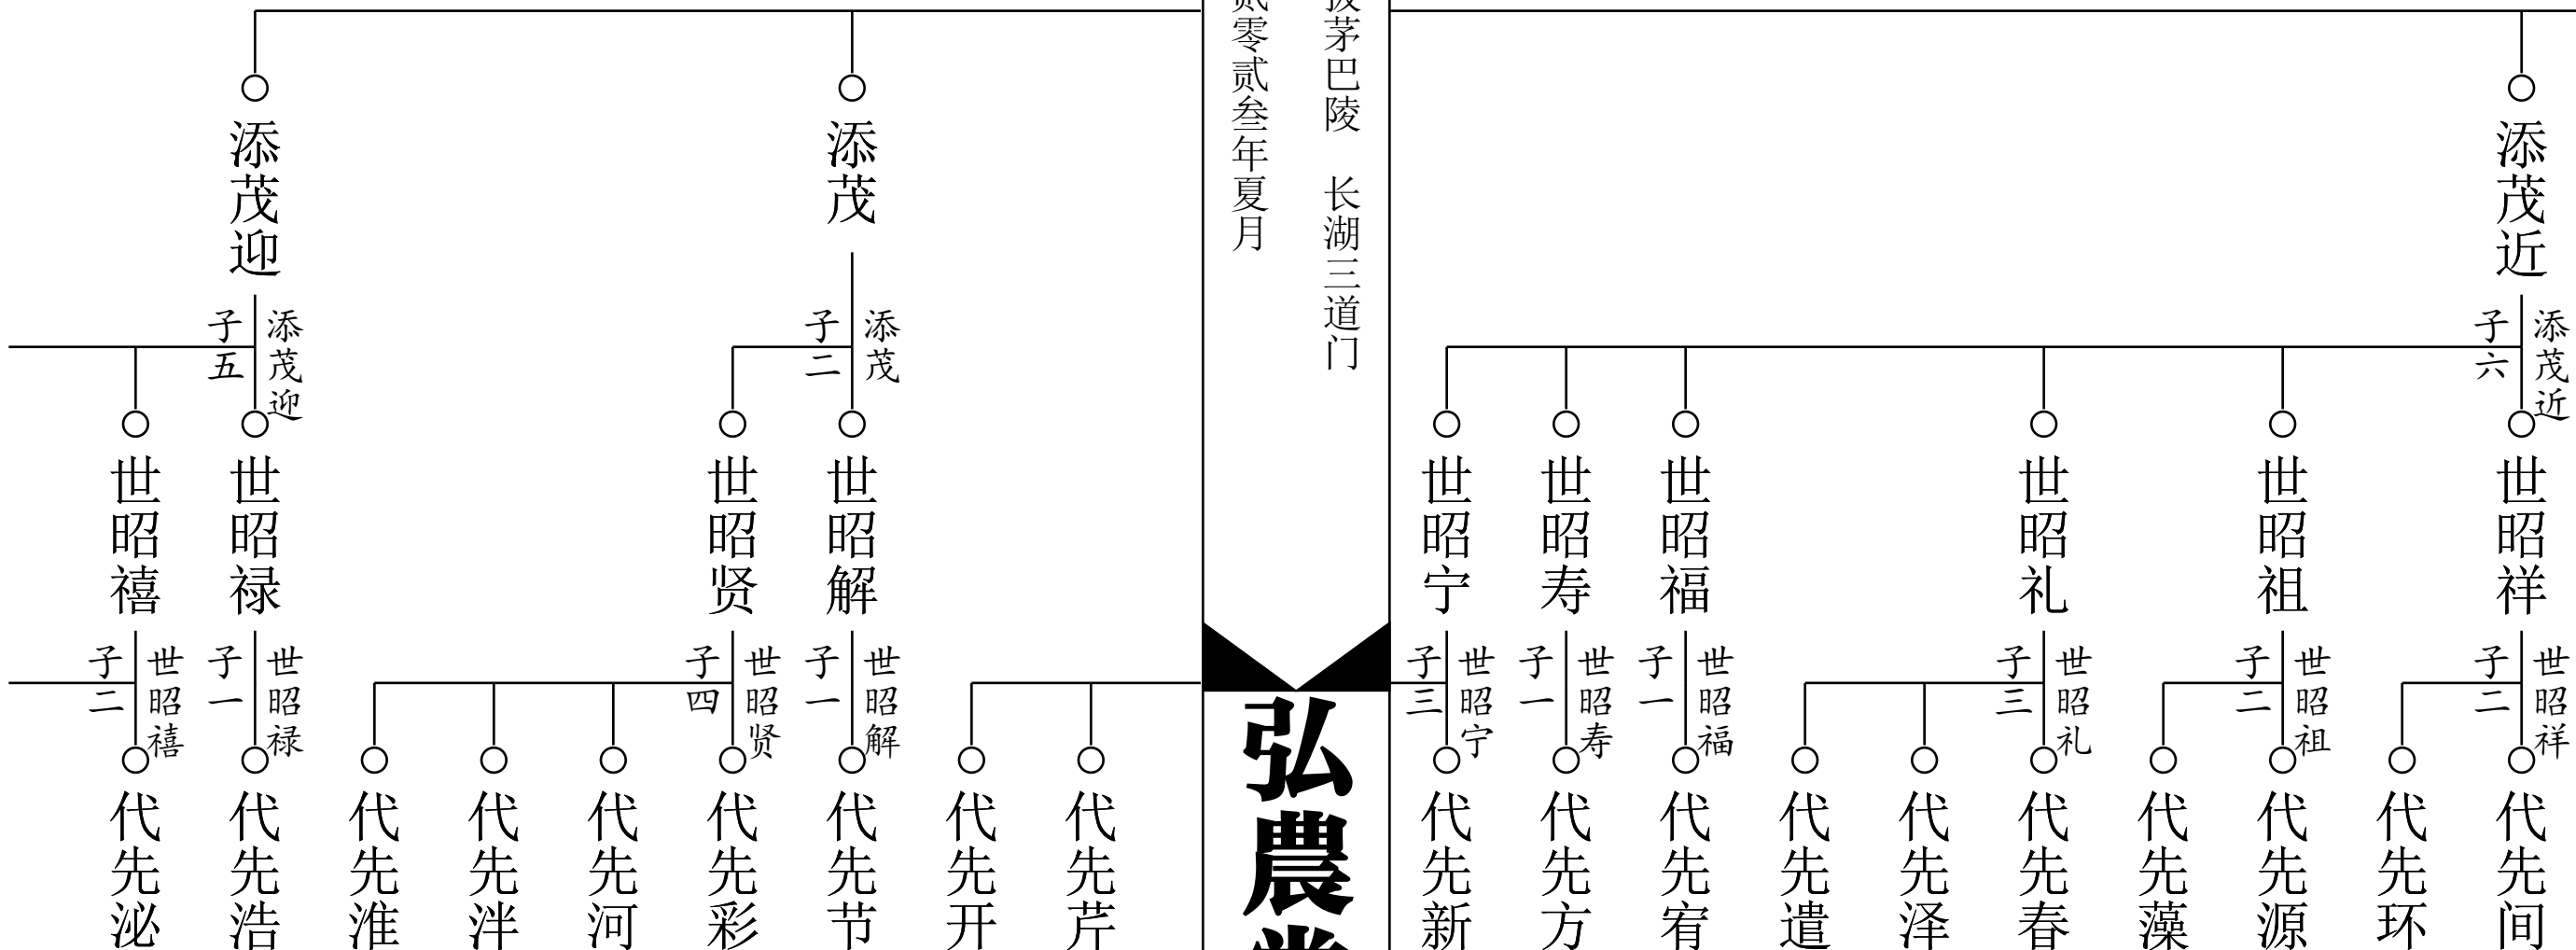 添茂近
添茂近
子六
世昭祥
世昭祖
世昭礼
世昭福
世昭寿
世昭宁
世昭祥
子二
世昭祖
子二
世昭礼
子三
世昭福
子一
世昭寿
子一
世昭宁
子三
代先间
代先环
代先源
代先藻
代先春
代先泽
代先遣
代先宥
代先方
代先新
拔茅巴陵 长湖三道门
贰零贰叁年夏月
弘農堂
添茂
添茂迎
添茂
子二
添茂迎
子五
世昭解
世昭贤
世昭禄
世昭禧
世昭解
子一
世昭贤
子四
世昭禄
子一
世昭禧
子二
代先芹
代先开
代先节
代先彩
代先河
代先泮
代先淮
代先浩
代先泌